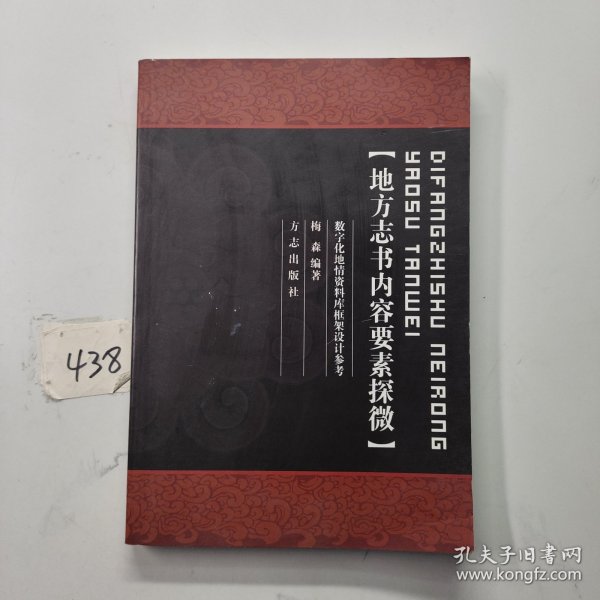 DIFANGZHISHU NEIRONG
YAOSU TANWEI
【地方志书内容要素探微】
数字化地情资料库框架设计参考
梅森 编著
方志出版社
438
孔夫子旧书网
www.kongfz.com